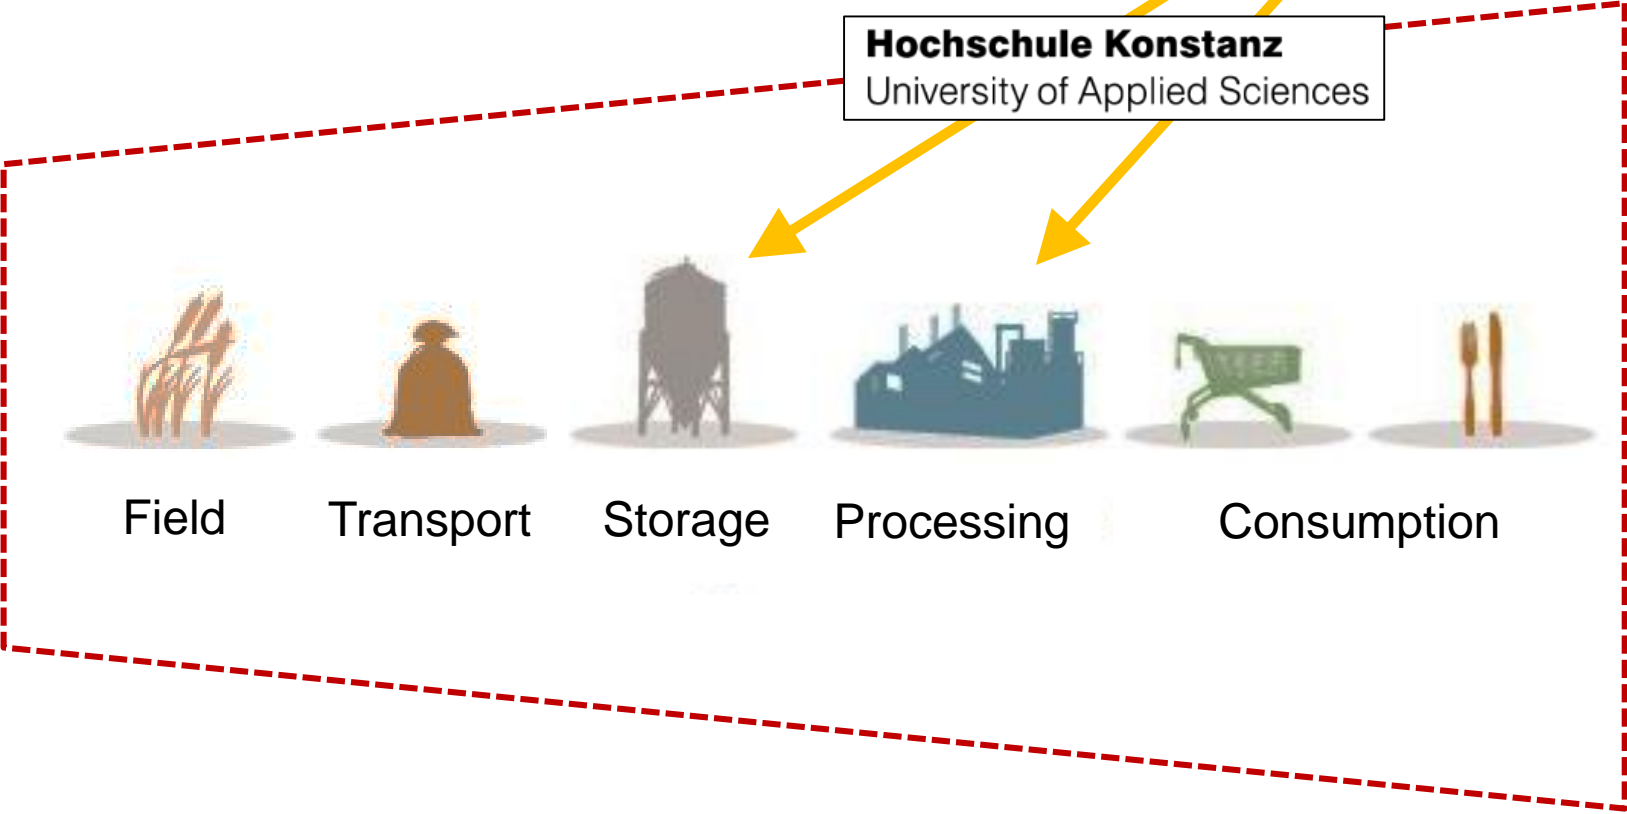 Hochschule Konstanz
University of Applied Sciences
Field
Transport
Storage
Processing
Consumption